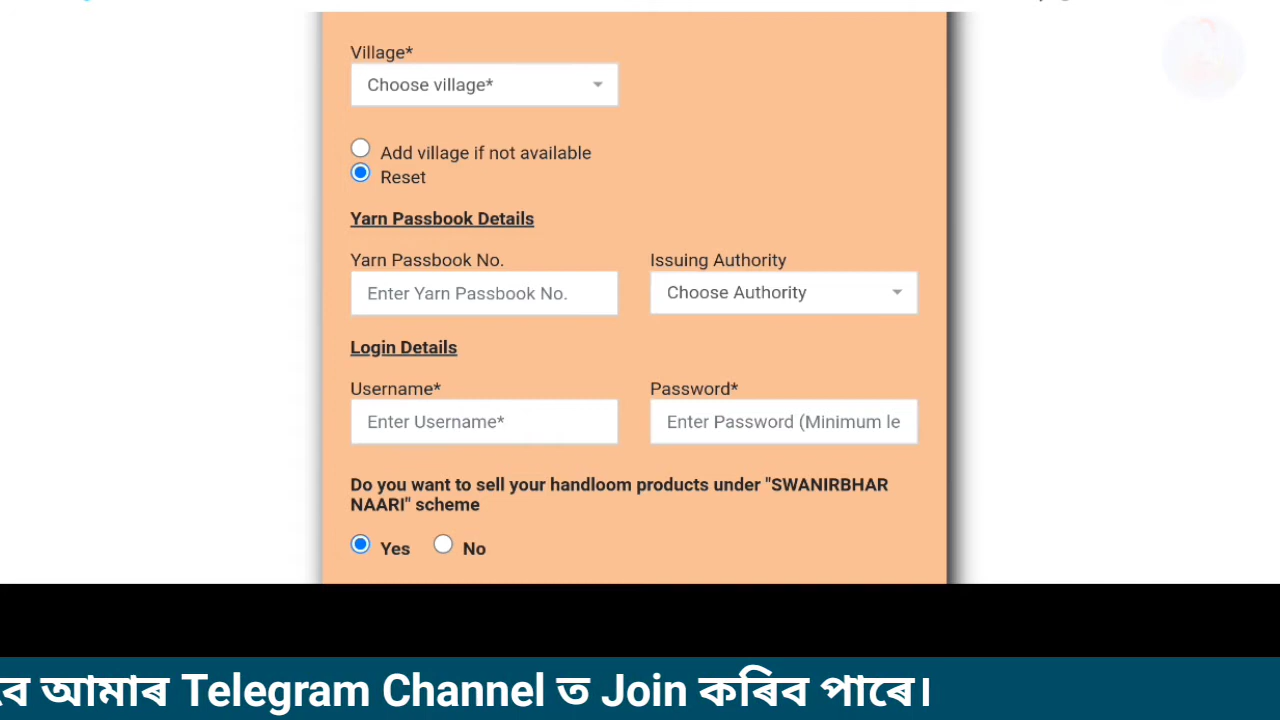 Village*
Choose village*
Add village if not available
Reset
Yarn Passbook Details
Yarn Passbook No. Issuing Authority
Enter Yarn Passbook No. Choose Authority
Login Details
Username* Password*
Enter Username* Enter Password (Minimum le
Do you want to sell your handloom products under "SWANIRBHAR
NAARI" scheme
Yes No
আমাৰ Telegram Channel ত Join কৰিব পাৰে।